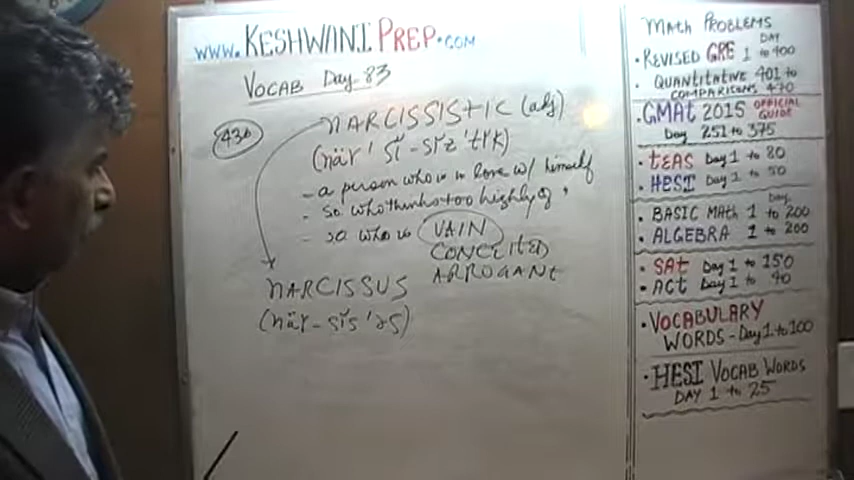 www.KESHWANIPREP.COM
VOCAB Day 83
430
NARCISSISTIC (adj)
(när' sĭ-sĭz 'tĭk)
- a person who is in love w/ himself
- so who thinks too highly of "
- so who is VAIN
CONCEITED
ARROGANT
NARCISSUS
(när-sĭs'əs)
MATH PROBLEMS
DAY
• REVISED GRE 1 to 400
• QUANTITATIVE 401 to
COMPARISONS 470
• GMAT 2015 OFFICIAL GUIDE
Day 251 to 375
• TEAS Day 1 to 80
• HESI Day 1 to 50
Day
• BASIC MATH 1 to 200
• ALGEBRA 1 to 200
• SAT Day 1 to 150
• ACT Day 1 to 40
• VOCABULARY
WORDS - Day 1 to 100
• HESI VOCAB WORDS
DAY 1 to 25